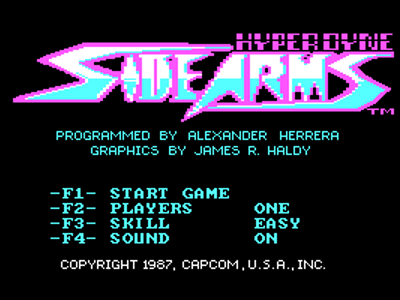 HYPER DYNE
SIDE ARMS
TM
PROGRAMMED BY ALEXANDER HERRERA
GRAPHICS BY JAMES R. HALDY
-F1- START GAME
-F2- PLAYERS ONE
-F3- SKILL EASY
-F4- SOUND ON
COPYRIGHT 1987, CAPCOM, U.S.A., INC.